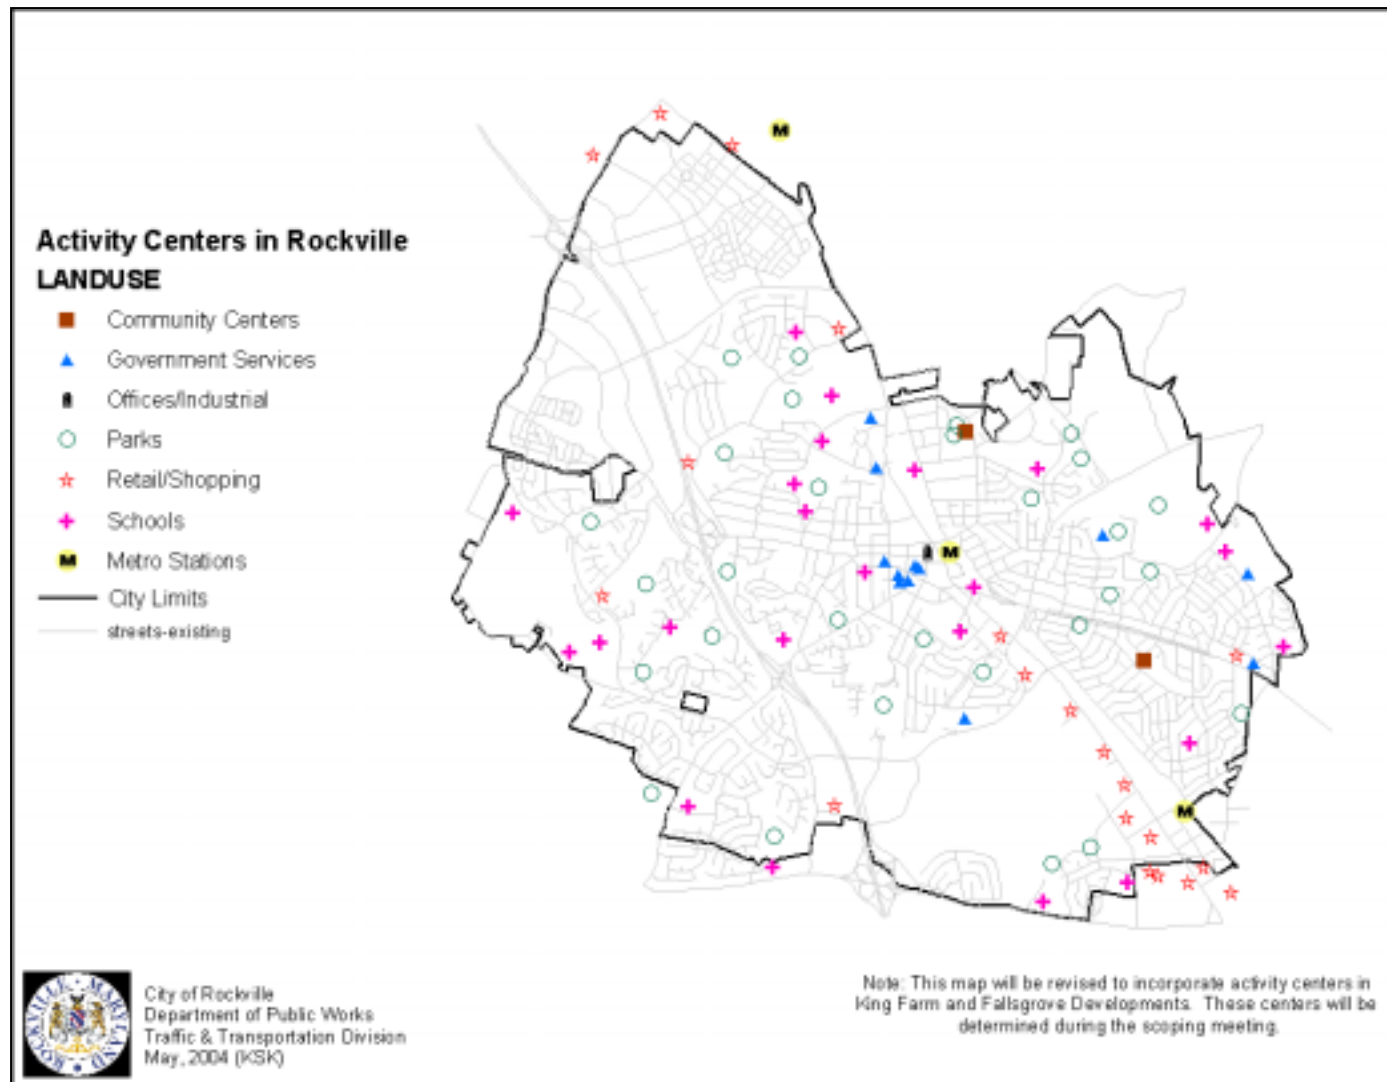 Activity Centers in Rockville
LANDUSE
Community Centers
Government Services
Offices/Industrial
Parks
Retail/Shopping
Schools
M Metro Stations
City Limits
streets-existing
M
M
M
ROCKVILLE MARYLAND
City of Rockville
Department of Public Works
Traffic & Transportation Division
May, 2004 (KSK)
Note: This map will be revised to incorporate activity centers in
King Farm and Fallsgrove Developments. These centers will be
determined during the scoping meeting.